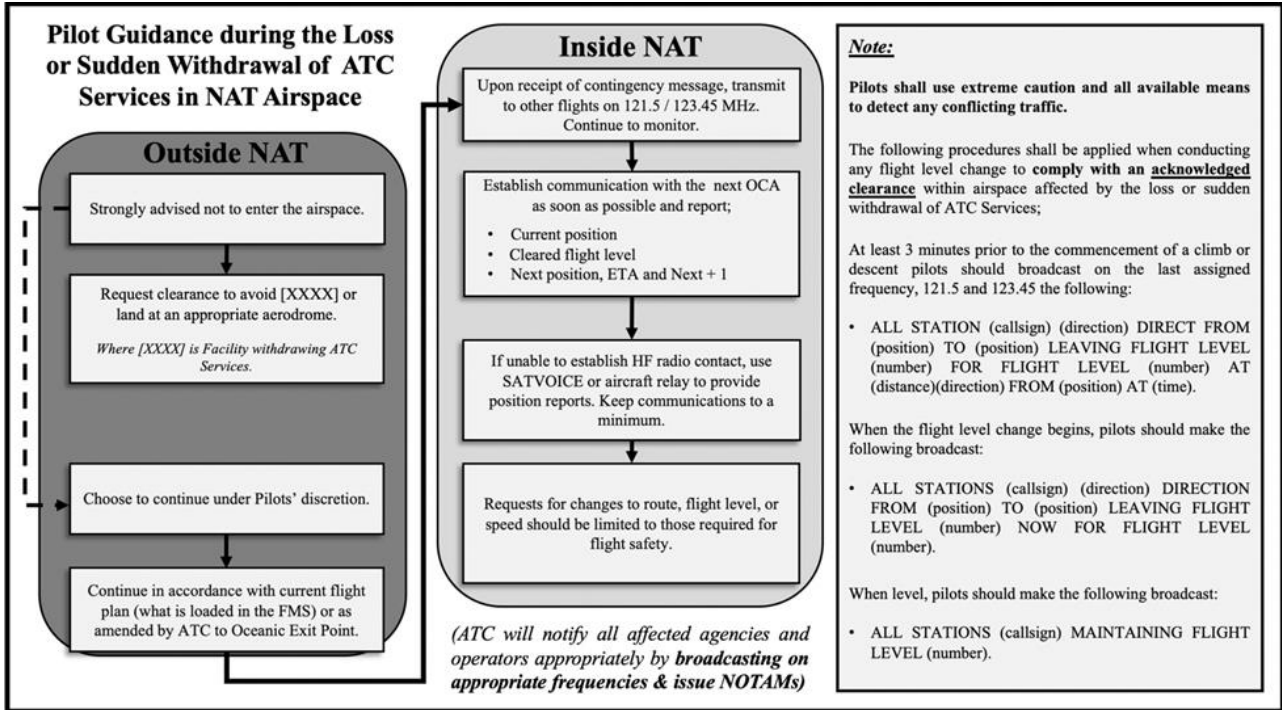 Pilot Guidance during the Loss
or Sudden Withdrawal of ATC
Services in NAT Airspace
Outside NAT
Strongly advised not to enter the airspace.
Request clearance to avoid [XXXX] or
land at an appropriate aerodrome.
Where [XXXX] is Facility withdrawing ATC
Services.
Choose to continue under Pilots' discretion.
Continue in accordance with current flight
plan (what is loaded in the FMS) or as
amended by ATC to Oceanic Exit Point.
Inside NAT
Upon receipt of contingency message, transmit
to other flights on 121.5 / 123.45 MHz.
Continue to monitor.
Establish communication with the next OCA
as soon as possible and report;
• Current position
• Cleared flight level
• Next position, ETA and Next + 1
If unable to establish HF radio contact, use
SATVOICE or aircraft relay to provide
position reports. Keep communications to a
minimum.
Requests for changes to route, flight level, or
speed should be limited to those required for
flight safety.
(ATC will notify all affected agencies and
operators appropriately by broadcasting on
appropriate frequencies & issue NOTAMs)
Note:
Pilots shall use extreme caution and all available means
to detect any conflicting traffic.
The following procedures shall be applied when conducting
any flight level change to comply with an acknowledged
clearance within airspace affected by the loss or sudden
withdrawal of ATC Services;
At least 3 minutes prior to the commencement of a climb or
descent pilots should broadcast on the last assigned
frequency, 121.5 and 123.45 the following:
• ALL STATION (callsign) (direction) DIRECT FROM
(position) TO (position) LEAVING FLIGHT LEVEL
(number) FOR FLIGHT LEVEL (number) AT
(distance)(direction) FROM (position) AT (time).
When the flight level change begins, pilots should make the
following broadcast:
• ALL STATIONS (callsign) (direction) DIRECTION
FROM (position) TO (position) LEAVING FLIGHT
LEVEL (number) NOW FOR FLIGHT LEVEL
(number).
When level, pilots should make the following broadcast:
• ALL STATIONS (callsign) MAINTAINING FLIGHT
LEVEL (number).